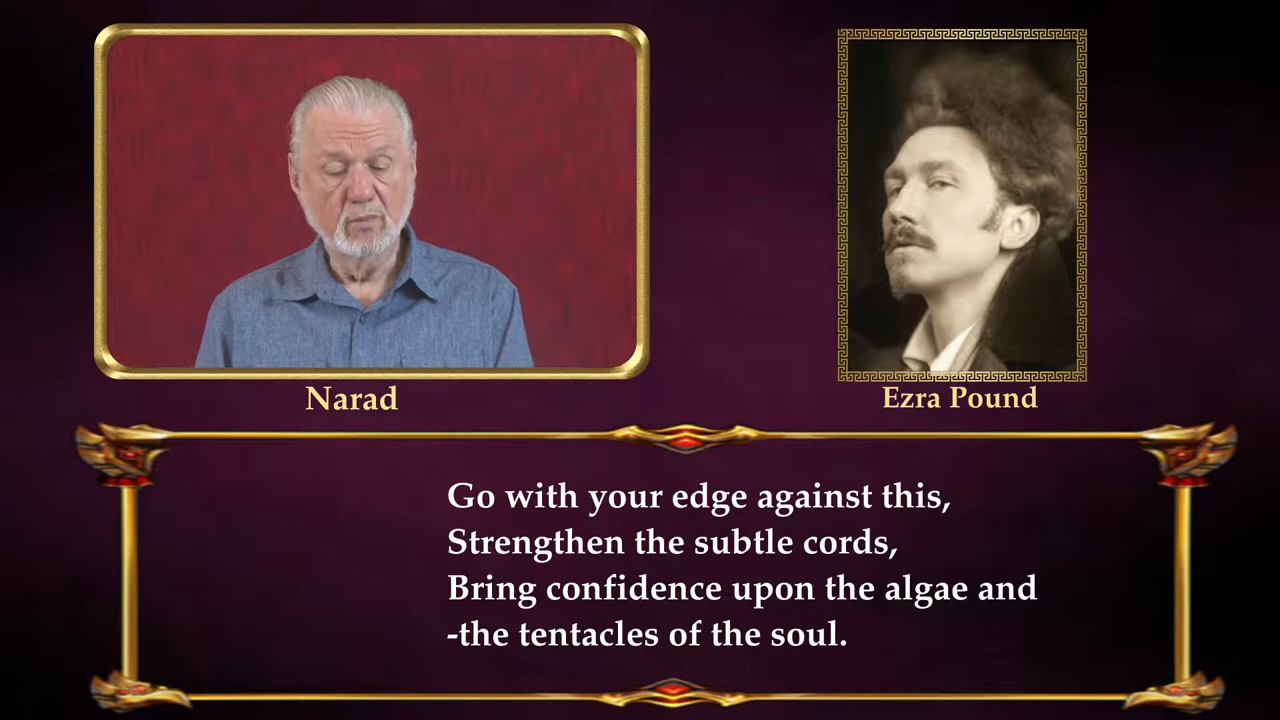 Narad
Ezra Pound
Go with your edge against this,
Strengthen the subtle cords,
Bring confidence upon the algae and
-the tentacles of the soul.